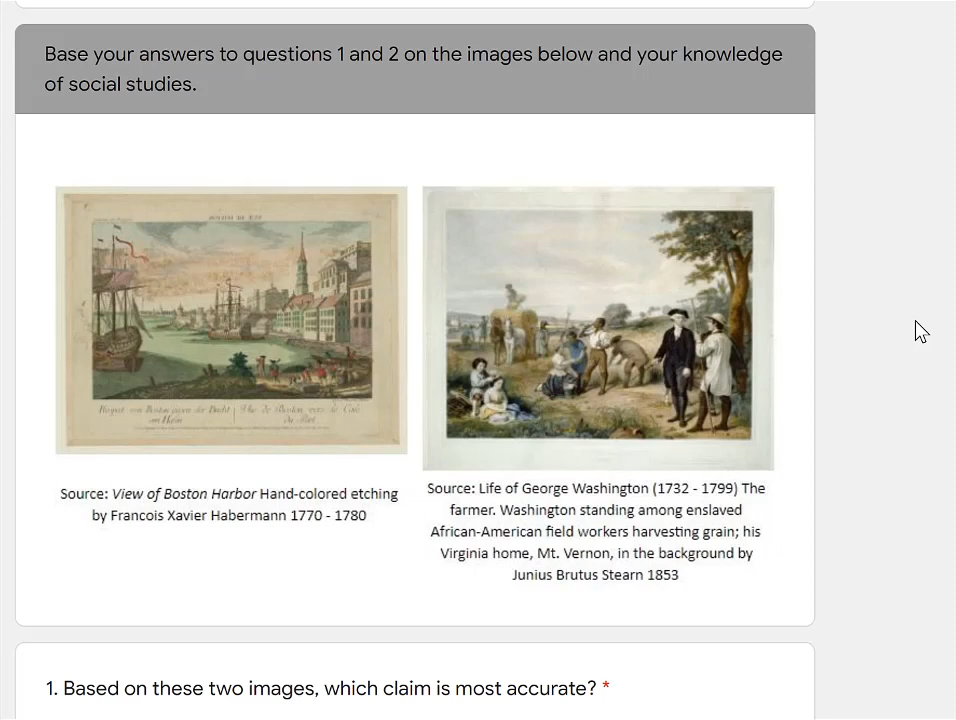 Base your answers to questions 1 and 2 on the images below and your knowledge
of social studies.
Source: View of Boston Harbor Hand-colored etching
by Francois Xavier Habermann 1770 - 1780
Source: Life of George Washington (1732 - 1799) The
farmer. Washington standing among enslaved
African-American field workers harvesting grain; his
Virginia home, Mt. Vernon, in the background by
Junius Brutus Stearn 1853
1. Based on these two images, which claim is most accurate? *